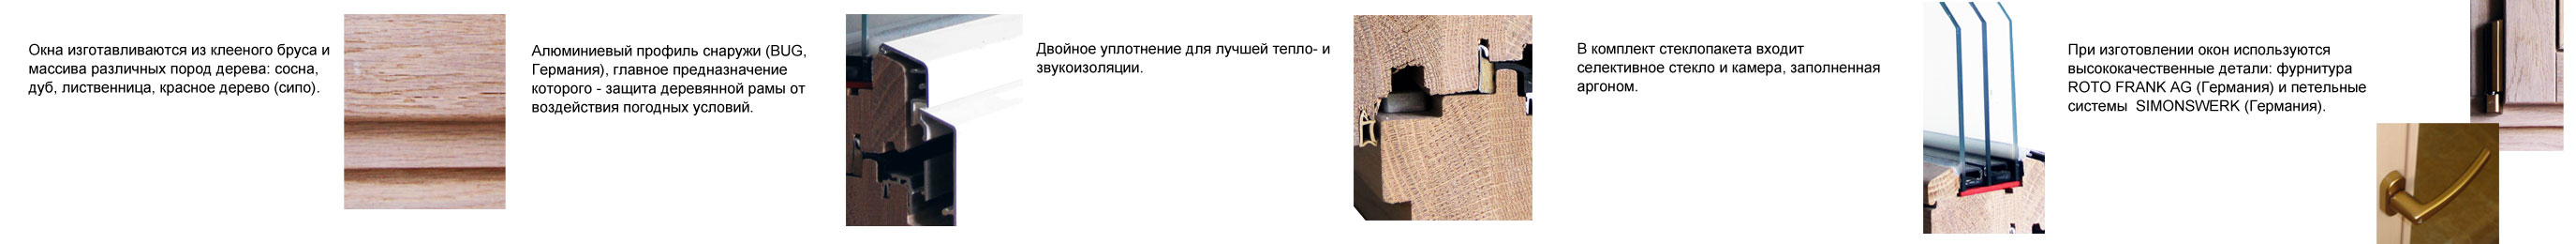 Окна изготавливаются из клееного бруса и
массива различных пород дерева: сосна,
дуб, лиственница, красное дерево (сипо).
Алюминиевый профиль снаружи (BUG,
Германия), главное предназначение
которого - защита деревянной рамы от
воздействия погодных условий.
Двойное уплотнение для лучшей тепло- и
звукоизоляции.
В комплект стеклопакета входит
селективное стекло и камера, заполненная
аргоном.
При изготовлении окон используются
высококачественные детали: фурнитура
ROTO FRANK AG (Германия) и петельные
системы  SIMONSWERK (Германия).